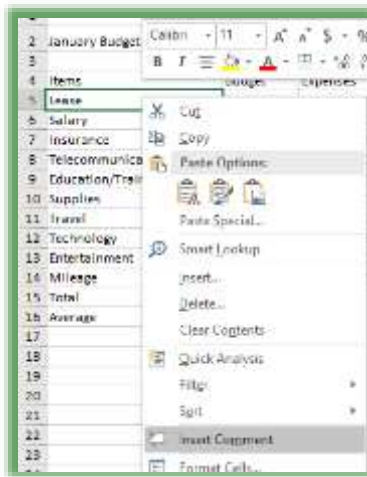 Calibri 11 A A $ %
2 January Budget
B I A
3
4 Items Budget Expenses
5 Lease
6 Salary
Cut
7 Insurance
Copy
8 Telecommunica
Paste Options:
9 Education/Train
10 Supplies
11 Travel
Paste Special...
12 Technology
Smart Lookup
13 Entertainment
14 Mileage
Insert...
15 Total
Delete...
16 Average
Clear Contents
17
18
Quick Analysis
19
Filter
20
21
Sort
22
Insert Comment
23
Format Cells...